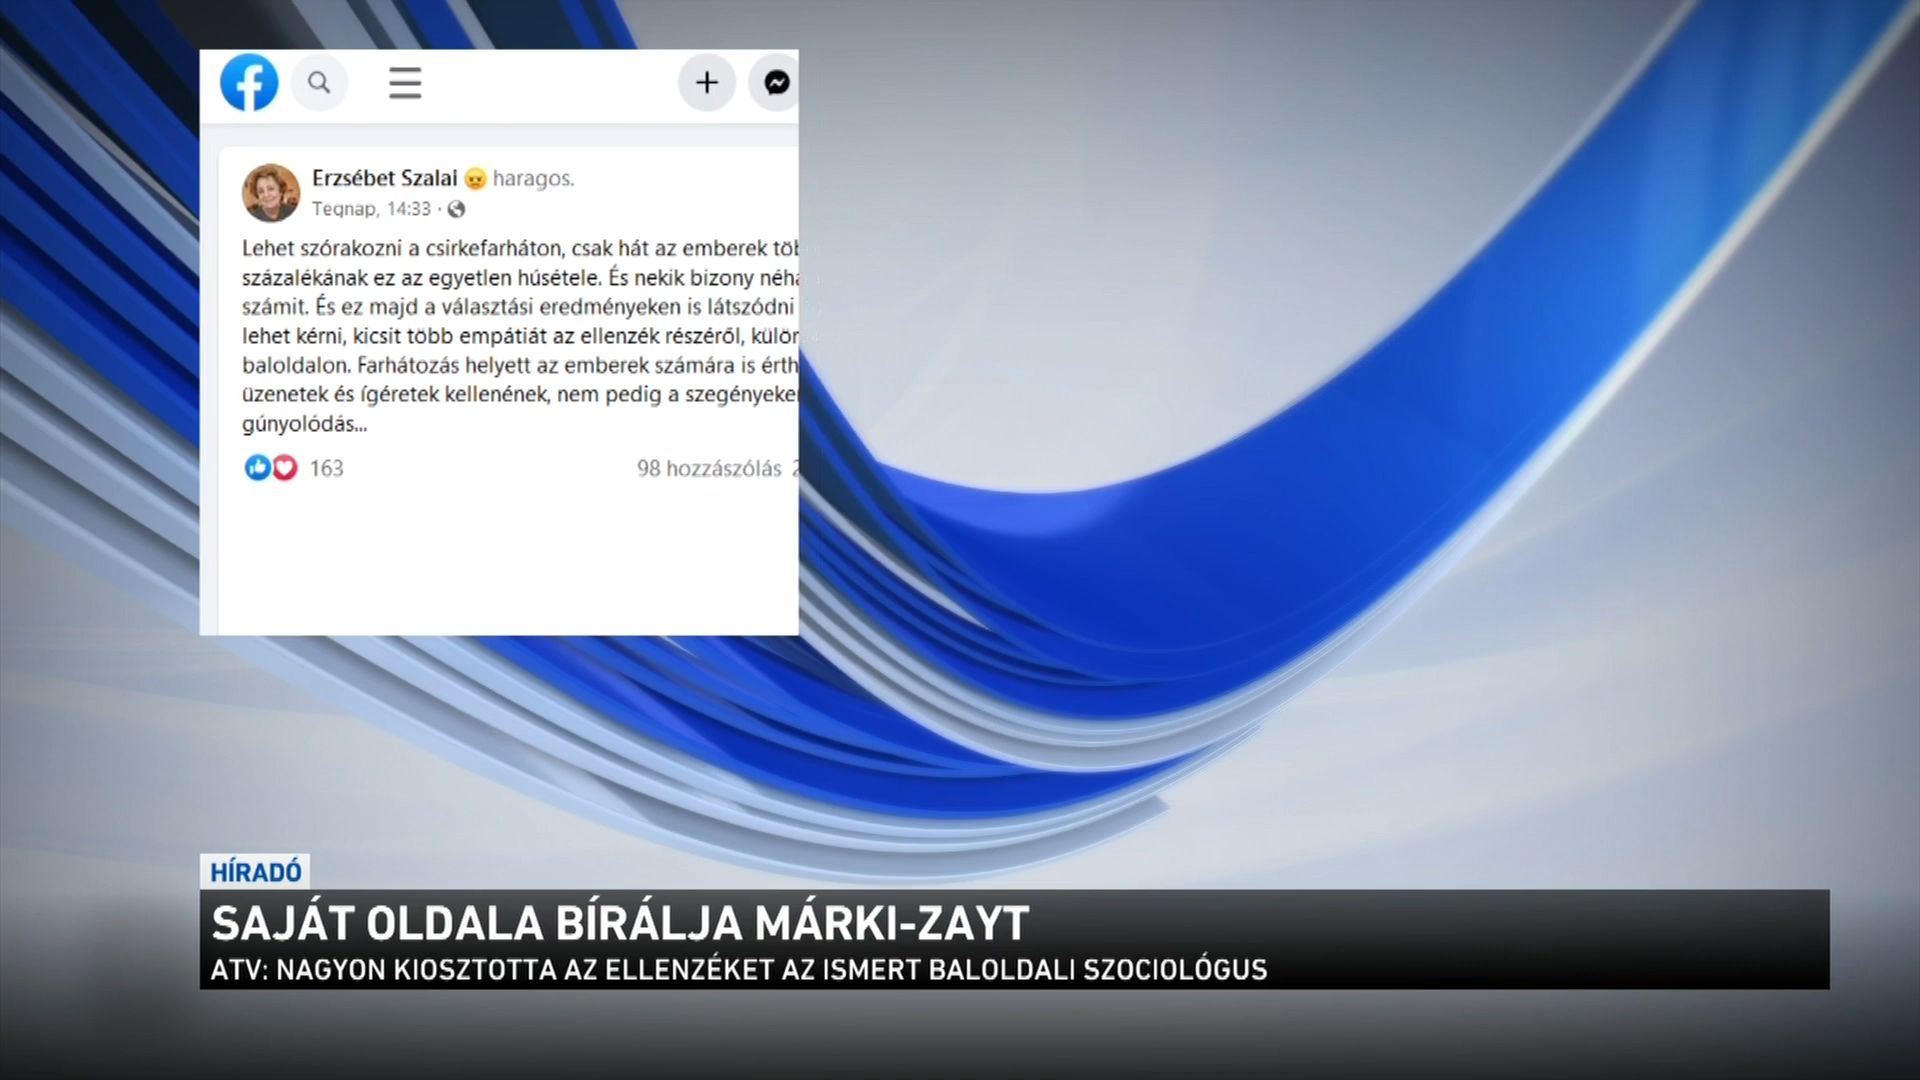 Erzsébet Szalai haragos.
Tegnap, 14:33 ·
Lehet szórakozni a csirkefarháton, csak hát az emberek
százalékának ez az egyetlen húsétele. És nekik bizony
számit. És ez majd a választási eredményeken is látszódni
lehet kérni, kicsit több empátiát az ellenzék részéről,
baloldalon. Farhátozás helyett az emberek számára is
üzenetek és ígéretek kellenének, nem pedig a
gúnyolódás...
163
98 hozzászólás
HÍRADÓ
SAJÁT OLDALA BÍRÁLJA MÁRKI-ZAYT
ATV: NAGYON KIOSZTOTTA AZ ELLENZÉKET AZ ISMERT BALOLDALI SZOCIOLÓGUS